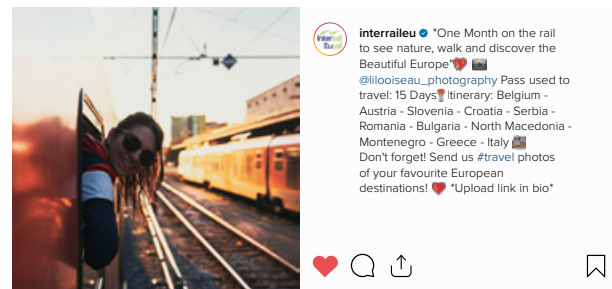 interraileu "One Month on the rail
to see nature, walk and discover the
Beautiful Europe"❤️ 📷
@lilooiseau_photography Pass used to
travel: 15 Days📍Itinerary: Belgium -
Austria - Slovenia - Croatia - Serbia -
Romania - Bulgaria - North Macedonia -
Montenegro - Greece - Italy
Don't forget! Send us #travel photos
of your favourite European
destinations! ❤️ *Upload link in bio*